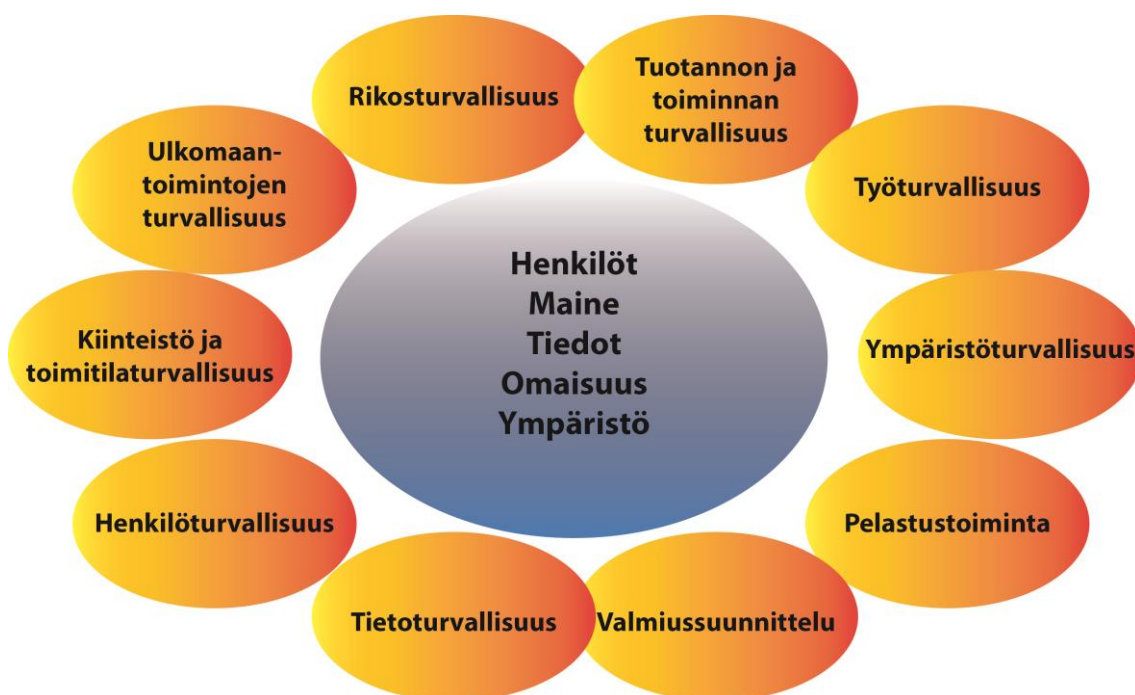 Rikosturvallisuus
Tuotannon ja
toiminnan
turvallisuus
Ulkomaan-
toimintojen
turvallisuus
Työturvallisuus
Henkilöt
Maine
Tiedot
Omaisuus
Ympäristö
Kiinteistö ja
toimitilaturvallisuus
Ympäristöturvallisuus
Henkilöturvallisuus
Pelastustoiminta
Tietoturvallisuus
Valmiussuunnittelu